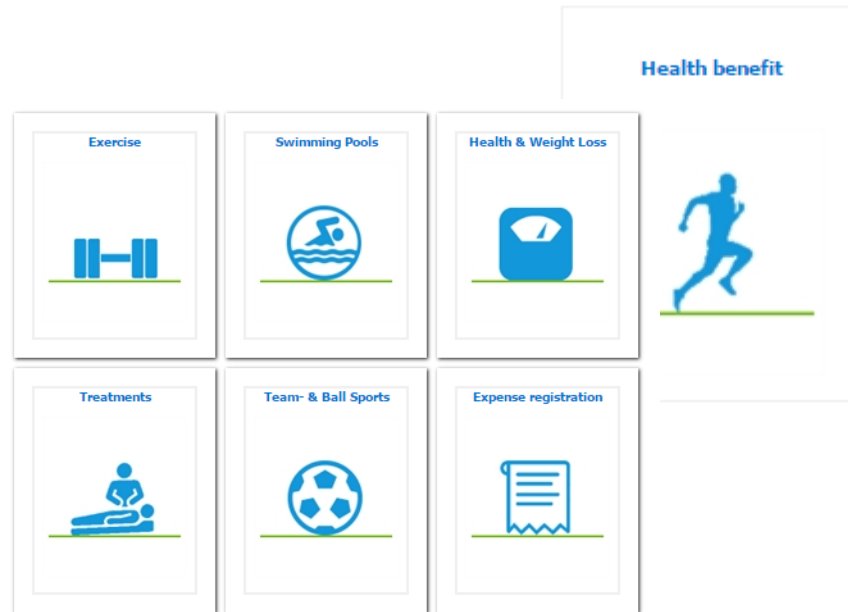 Health benefit
Exercise
Swimming Pools
Health & Weight Loss
Treatments
Team- & Ball Sports
Expense registration